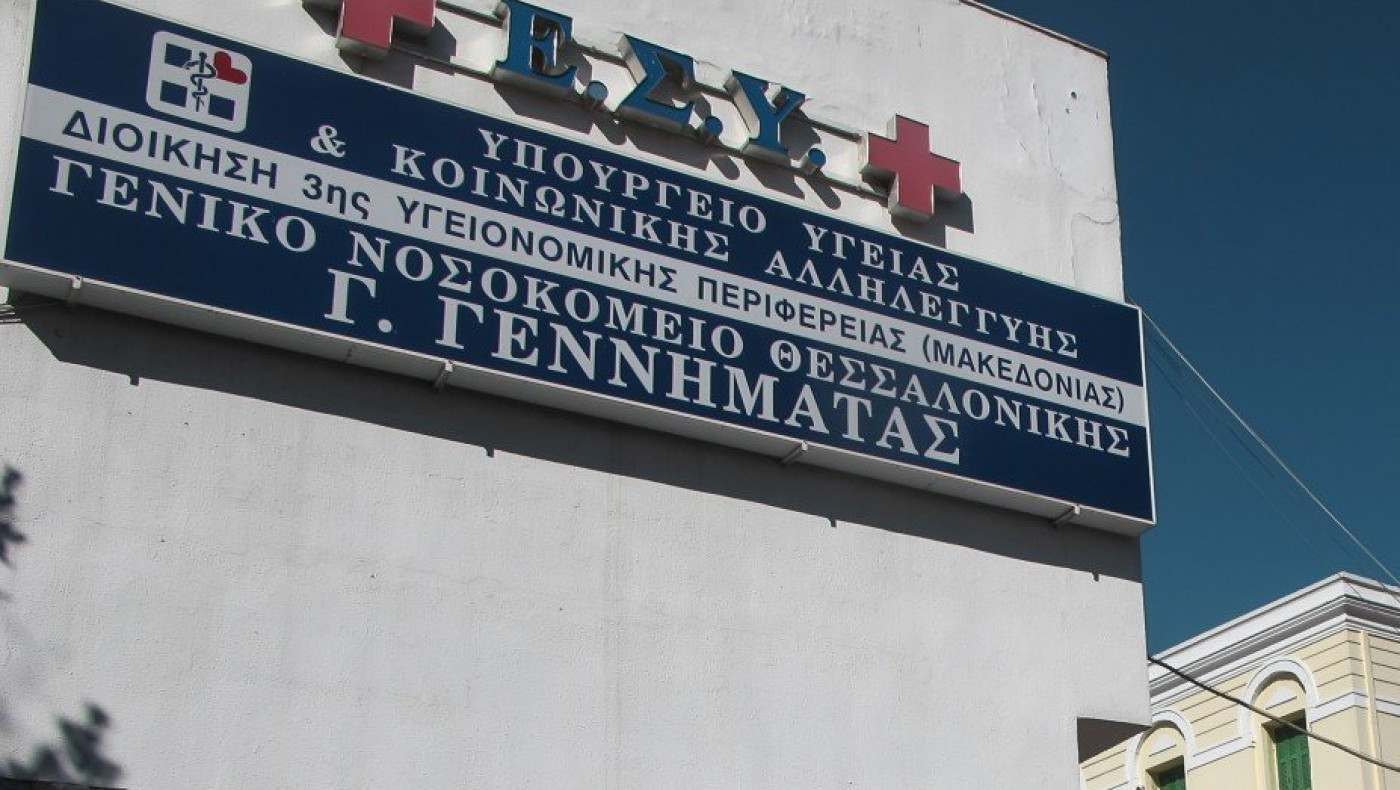 Ε.Σ.Υ.
ΥΠΟΥΡΓΕΙΟ ΥΓΕΙΑΣ
& ΚΟΙΝΩΝΙΚΗΣ ΑΛΛΗΛΕΓΓΥΗΣ
ΔΙΟΙΚΗΣΗ 3ης ΥΓΕΙΟΝΟΜΙΚΗΣ ΠΕΡΙΦΕΡΕΙΑΣ (ΜΑΚΕΔΟΝΙΑΣ)
ΓΕΝΙΚΟ ΝΟΣΟΚΟΜΕΙΟ ΘΕΣΣΑΛΟΝΙΚΗΣ
Γ. ΓΕΝΝΗΜΑΤΑΣ